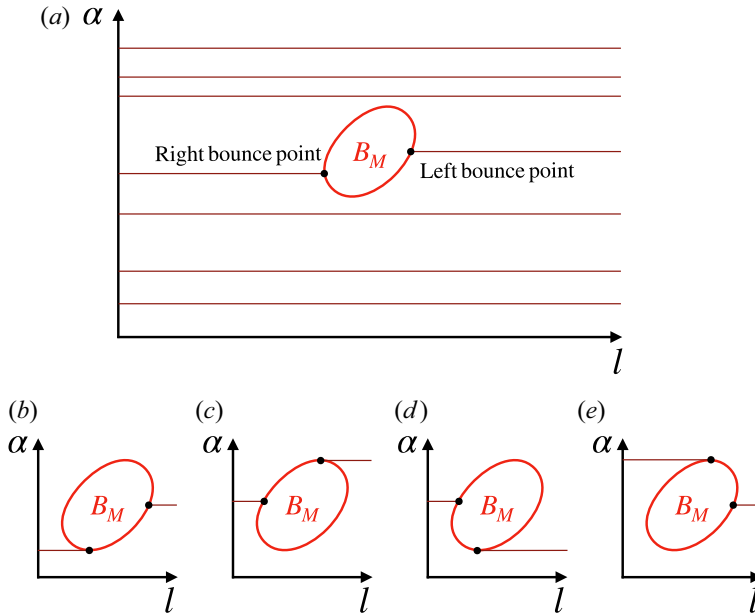 (a) α
Right bounce point
B_M
Left bounce point
l
(b) (c) (d) (e)
α α α α
B_M B_M B_M B_M
l l l l